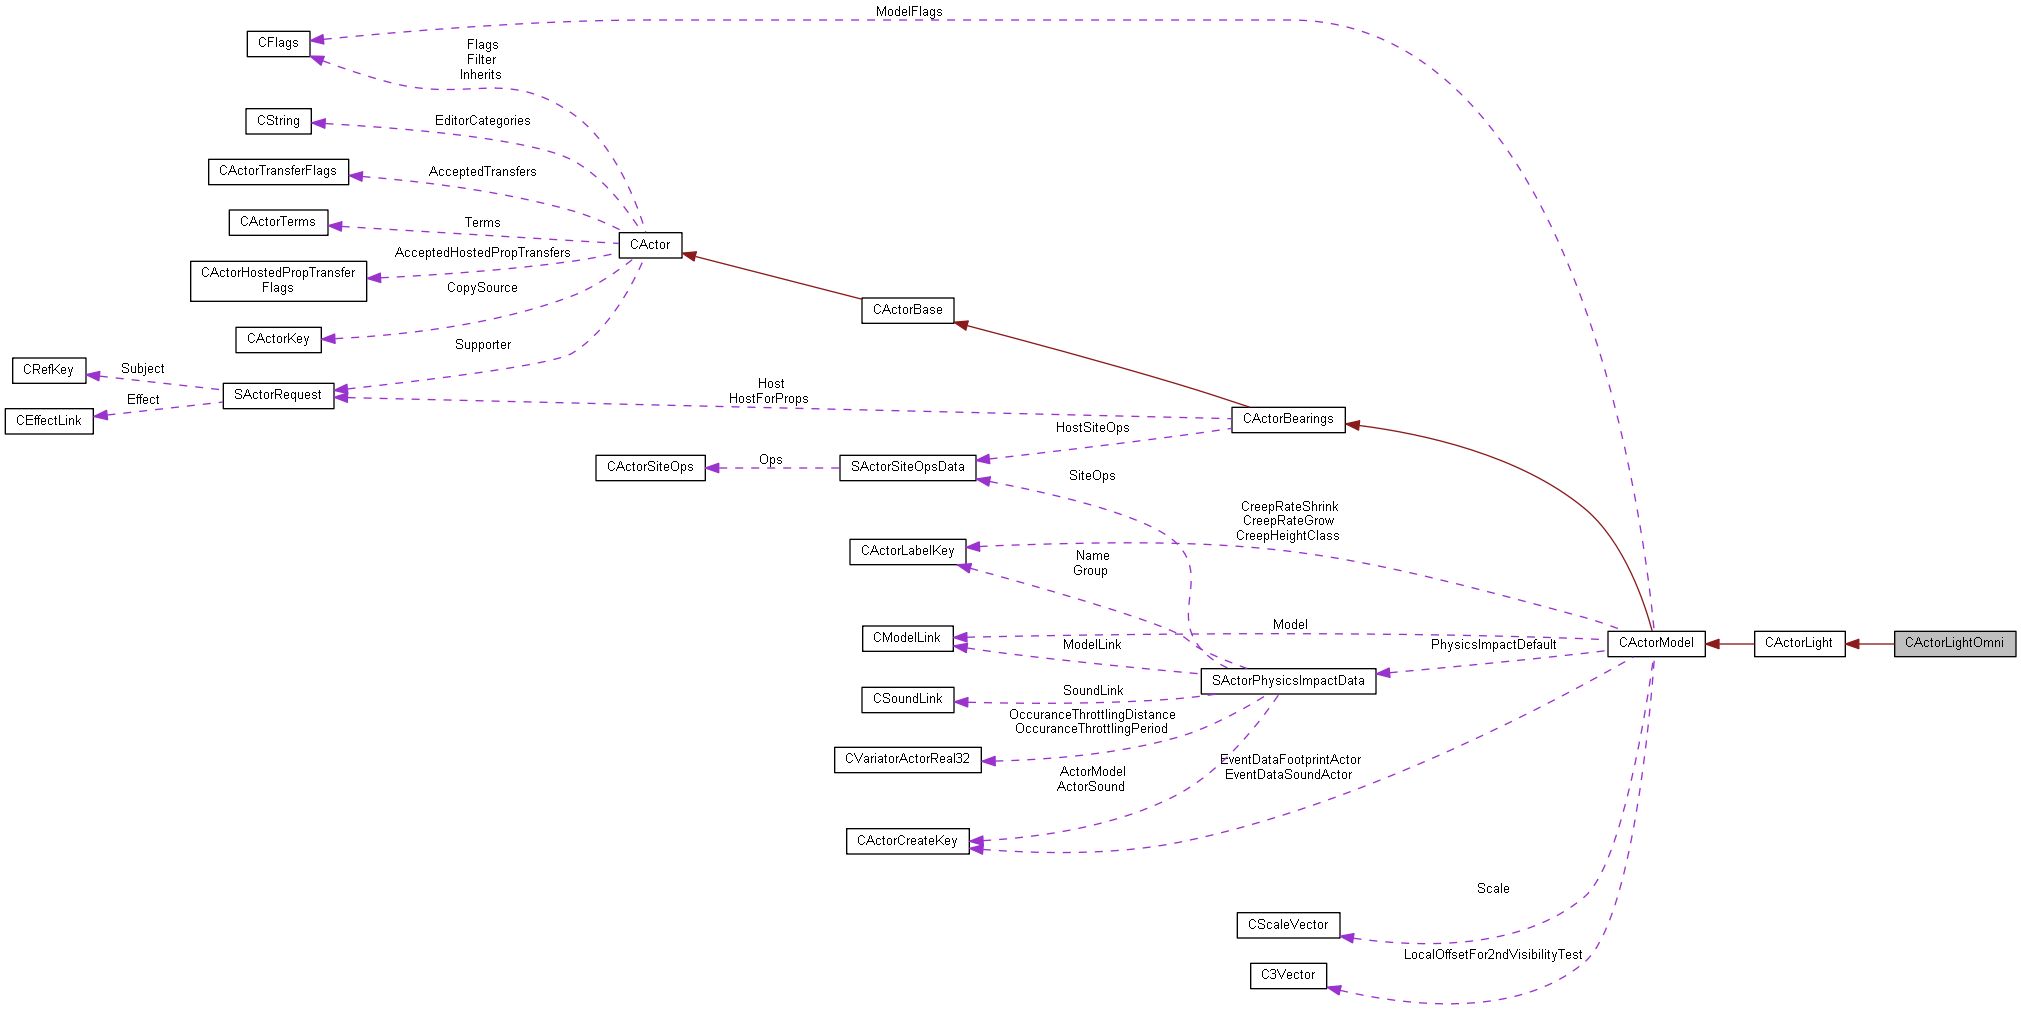 ModelFlags
CFlags
Flags
Filter
Inherits
CString
EditorCategories
CActorTransferFlags
AcceptedTransfers
CActorTerms
Terms
CActor
AcceptedHostedPropTransfers
CActorHostedPropTransfer
Flags
CopySource
CActorBase
CActorKey
Supporter
CRefKey
Subject
SActorRequest
Effect
CEffectLink
Host
HostForProps
CActorBearings
HostSiteOps
CActorSiteOps
Ops
SActorSiteOpsData
SiteOps
CreepRateShrink
CreepRateGrow
CreepHeightClass
CActorLabelKey
Name
Group
Model
CModelLink
ModelLink
PhysicsImpactDefault
CActorModel
CActorLight
CActorLightOmni
SActorPhysicsImpactData
CSoundLink
SoundLink
OccuranceThrottlingDistance
OccuranceThrottlingPeriod
CVariatorActorReal32
ActorModel
ActorSound
EventDataFootprintActor
EventDataSoundActor
CActorCreateKey
Scale
CScaleVector
LocalOffsetFor2ndVisibilityTest
C3Vector